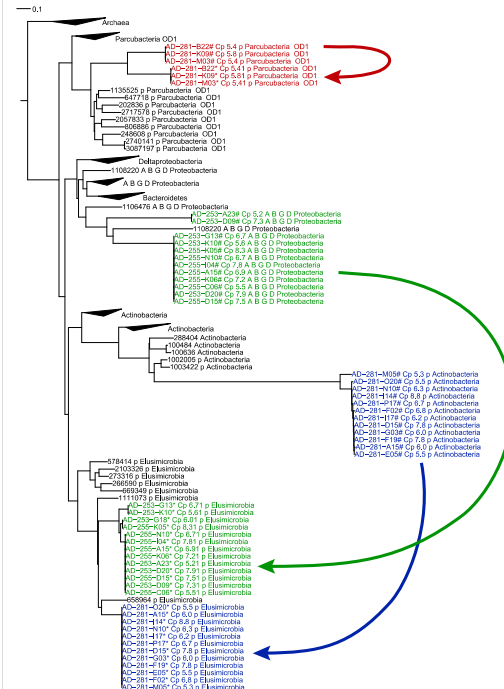 0.1
Archaea
Parcubacteria OD1
AD-281-B22# Cp 5.4 p Parcubacteria OD1
AD-281-K09# Cp 5.8 p Parcubacteria OD1
AD-281-M03# Cp 5,4 p Parcubacteria OD1
AD-281-B22* Cp 5.41 p Parcubacteria OD1
AD-281-K09* Cp 5.81 p Parcubacteria OD1
AD-281-M03* Cp 5,41 p Parcubacteria OD1
1135525 p Parcubacteria OD1
647718 p Parcubacteria OD1
202836 p Parcubacteria OD1
2717578 p Parcubacteria OD1
2057833 p Parcubacteria OD1
806886 p Parcubacteria OD1
248608 p Parcubacteria OD1
2740141 p Parcubacteria OD1
3087197 p Parcubacteria OD1
Deltaproteobacteria
1108220 A B G D Proteobacteria
A B G D Proteobacteria
Bacteroidetes
1106476 A B G D Proteobacteria
AD-253-A23# Cp 5.2 A B G D Proteobacteria
AD-253-D09# Cp 7.3 A B G D Proteobacteria
1108220 A B G D Proteobacteria
AD-253-G13# Cp 6,7 A B G D Proteobacteria
AD-253-K10# Cp 5.6 A B G D Proteobacteria
AD-255-K05# Cp 8.3 A B G D Proteobacteria
AD-255-N10# Cp 6.7 A B G D Proteobacteria
AD-255-I04# Cp 7.8 A B G D Proteobacteria
AD-255-A15# Cp 6,9 A B G D Proteobacteria
AD-255-K06# Cp 7.2 A B G D Proteobacteria
AD-255-C06# Cp 5.5 A B G D Proteobacteria
AD-253-D20# Cp 7.9 A B G D Proteobacteria
AD-255-D15# Cp 7.5 A B G D Proteobacteria
Actinobacteria
Actinobacteria
288404 p Actinobacteria
100484 p Actinobacteria
100636 p Actinobacteria
1002005 p Actinobacteria
1003422 p Actinobacteria
AD-281-M05# Cp 5,3 p Actinobacteria
AD-281-O20# Cp 5.5 p Actinobacteria
AD-281-N10# Cp 6.3 p Actinobacteria
AD-281-I14# Cp 8,8 p Actinobacteria
AD-281-P17# Cp 6.7 p Actinobacteria
AD-281-F02# Cp 6,8 p Actinobacteria
AD-281-I17# Cp 6.2 p Actinobacteria
AD-281-D15# Cp 7,8 p Actinobacteria
AD-281-G03# Cp 6,0 p Actinobacteria
AD-281-F19# Cp 7.8 p Actinobacteria
AD-281-A15# Cp 6,0 p Actinobacteria
AD-281-E05# Cp 5,5 p Actinobacteria
578414 p Elusimicrobia
2103326 p Elusimicrobia
273316 p Elusimicrobia
266590 p Elusimicrobia
669349 p Elusimicrobia
1111073 p Elusimicrobia
AD-253-G13* Cp 6.71 p Elusimicrobia
AD-253-K10* Cp 5.61 p Elusimicrobia
AD-253-G18* Cp 6.01 p Elusimicrobia
AD-255-K05* Cp 8,31 p Elusimicrobia
AD-255-N10* Cp 6,71 p Elusimicrobia
AD-255-I04* Cp 7.81 p Elusimicrobia
AD-255-A15* Cp 6.91 p Elusimicrobia
AD-255-K06* Cp 7,21 p Elusimicrobia
AD-253-A23* Cp 5.21 p Elusimicrobia
AD-253-D20* Cp 7.91 p Elusimicrobia
AD-255-D15* Cp 7,51 p Elusimicrobia
AD-253-D09* Cp 7.31 p Elusimicrobia
AD-255-C06* Cp 5.51 p Elusimicrobia
658964 p Elusimicrobia
AD-281-O20* Cp 5,5 p Elusimicrobia
AD-281-A15* Cp 6,0 p Elusimicrobia
AD-281-I14* Cp 8.8 p Elusimicrobia
AD-281-N10* Cp 6,3 p Elusimicrobia
AD-281-I17* Cp 6.2 p Elusimicrobia
AD-281-P17* Cp 6.7 p Elusimicrobia
AD-281-D15* Cp 7.8 p Elusimicrobia
AD-281-G03* Cp 6,0 p Elusimicrobia
AD-281-F19* Cp 7,8 p Elusimicrobia
AD-281-E05* Cp 5,5 p Elusimicrobia
AD-281-F02* Cp 6,8 p Elusimicrobia
AD-281-M05* Cp 5,3 p Elusimicrobia